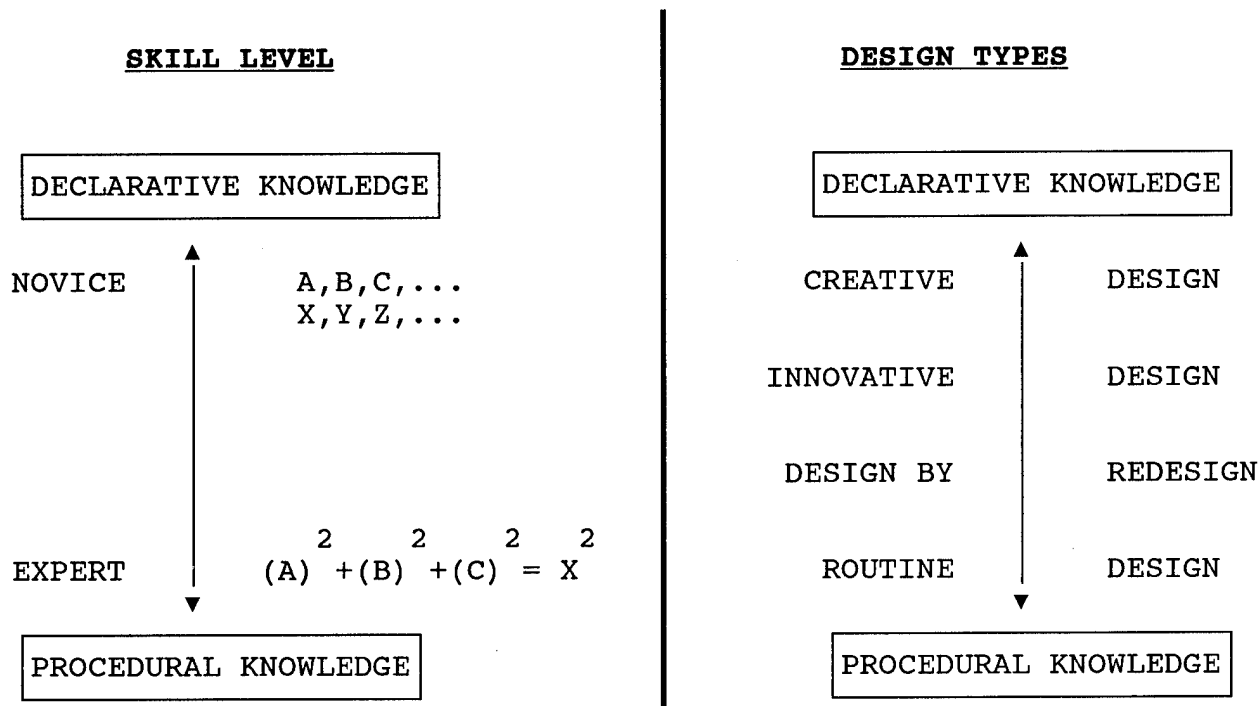 SKILL LEVEL
DECLARATIVE KNOWLEDGE
NOVICE A,B,C,...
X,Y,Z,...
EXPERT (A)² +(B)² +(C)² = X²
PROCEDURAL KNOWLEDGE
DESIGN TYPES
DECLARATIVE KNOWLEDGE
CREATIVE DESIGN
INNOVATIVE DESIGN
DESIGN BY REDESIGN
ROUTINE DESIGN
PROCEDURAL KNOWLEDGE